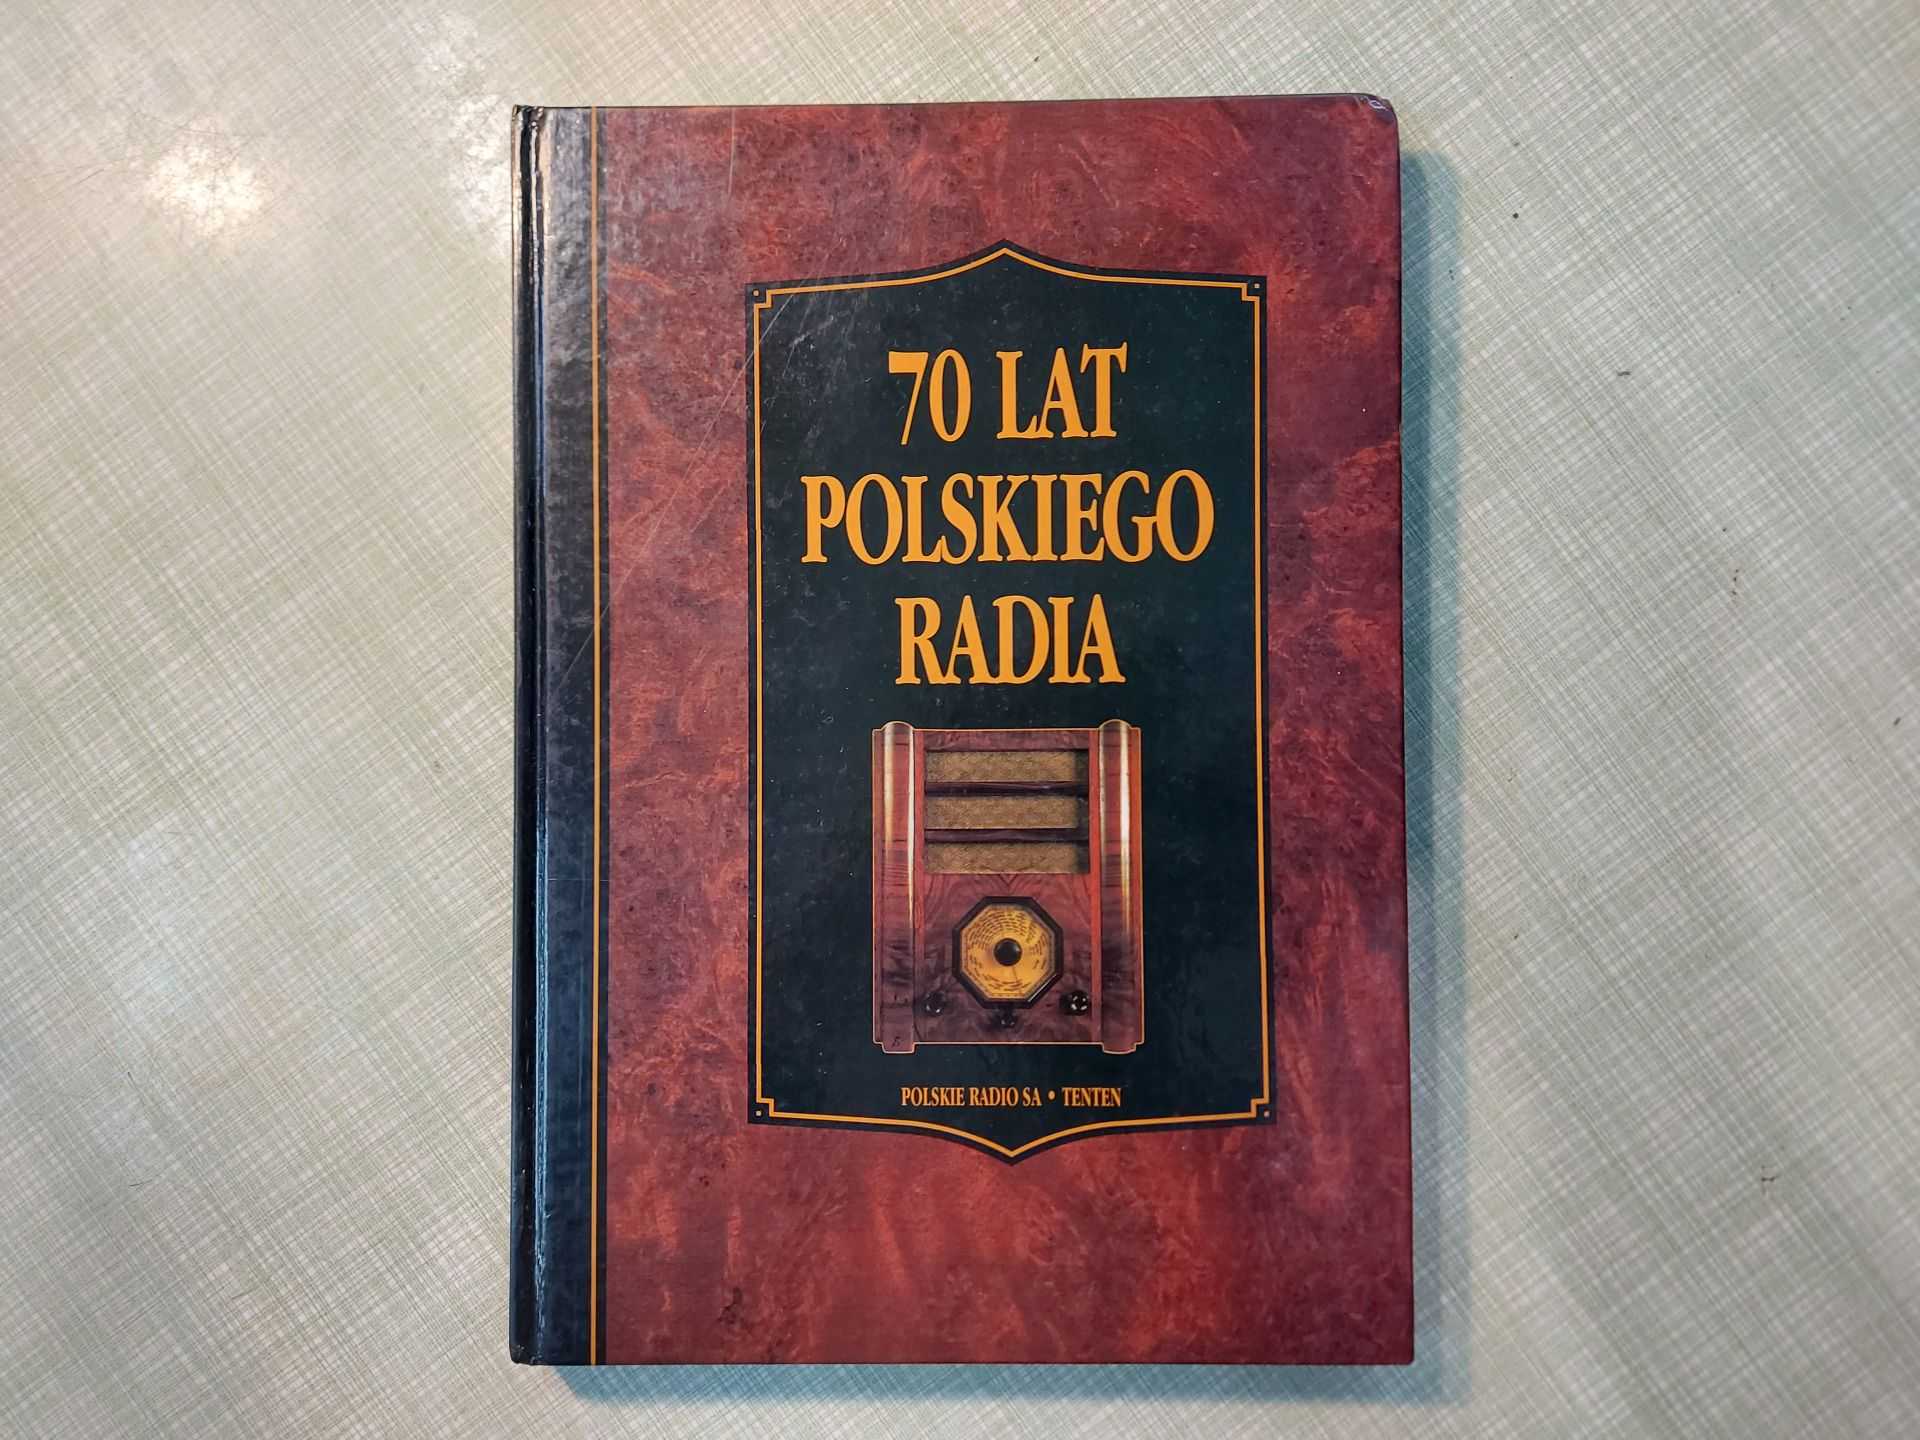 70 LAT
POLSKIEGO
RADIA
POLSKIE RADIO SA • TENTEN